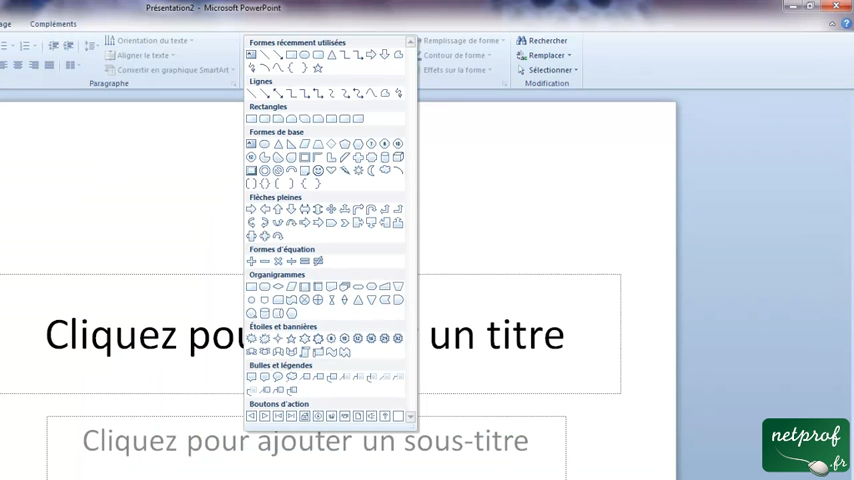 Présentation2 - Microsoft PowerPoint
Compléments
Orientation du texte
Aligner le texte
Convertir en graphique SmartArt
Paragraphe
Formes récemment utilisées
Lignes
Rectangles
Formes de base
Flèches pleines
Formes d'équation
Organigrammes
Étoiles et bannières
Bulles et légendes
Boutons d'action
Remplissage de forme
Contour de forme
Effets sur la forme
Rechercher
Remplacer
Sélectionner
Modification
Cliquez pou r un titre
Cliquez pour ajouter un sous-titre
netprof
.fr